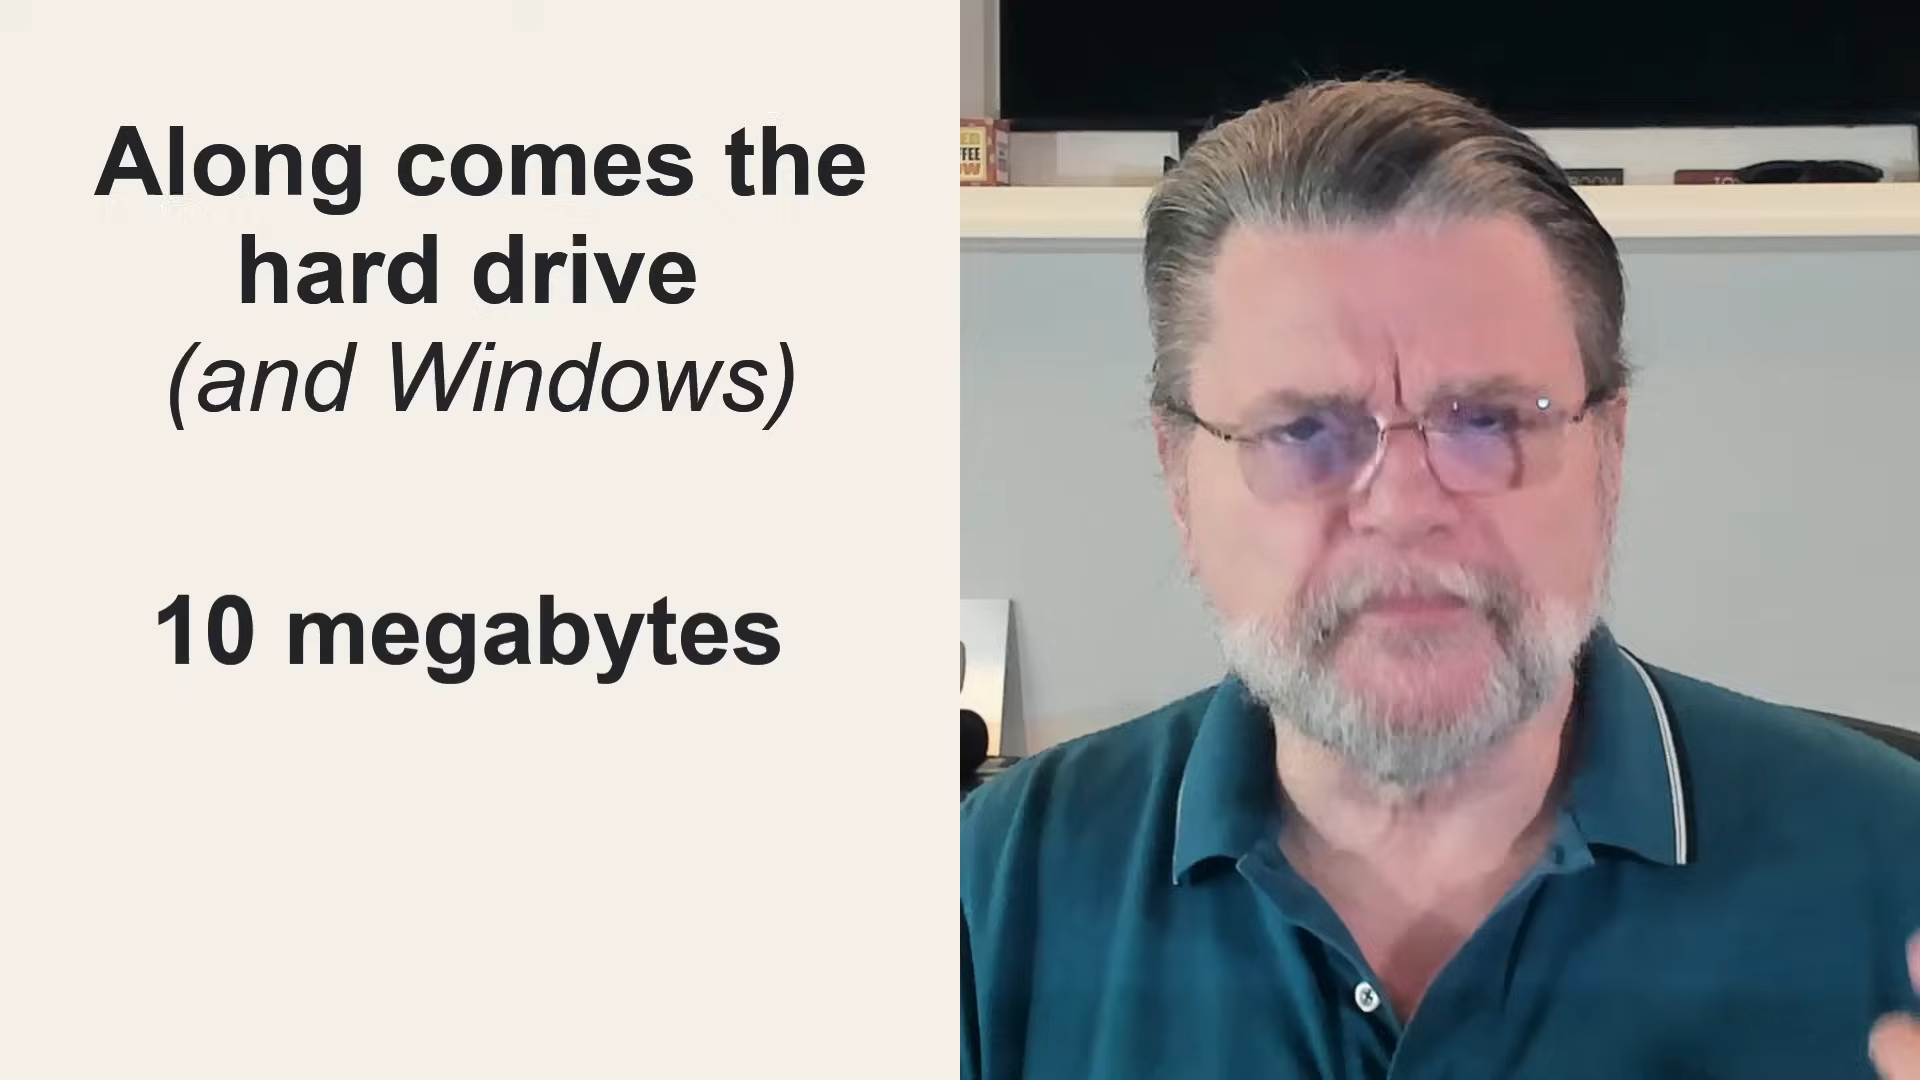 Along comes the
hard drive
(and Windows)
10 megabytes